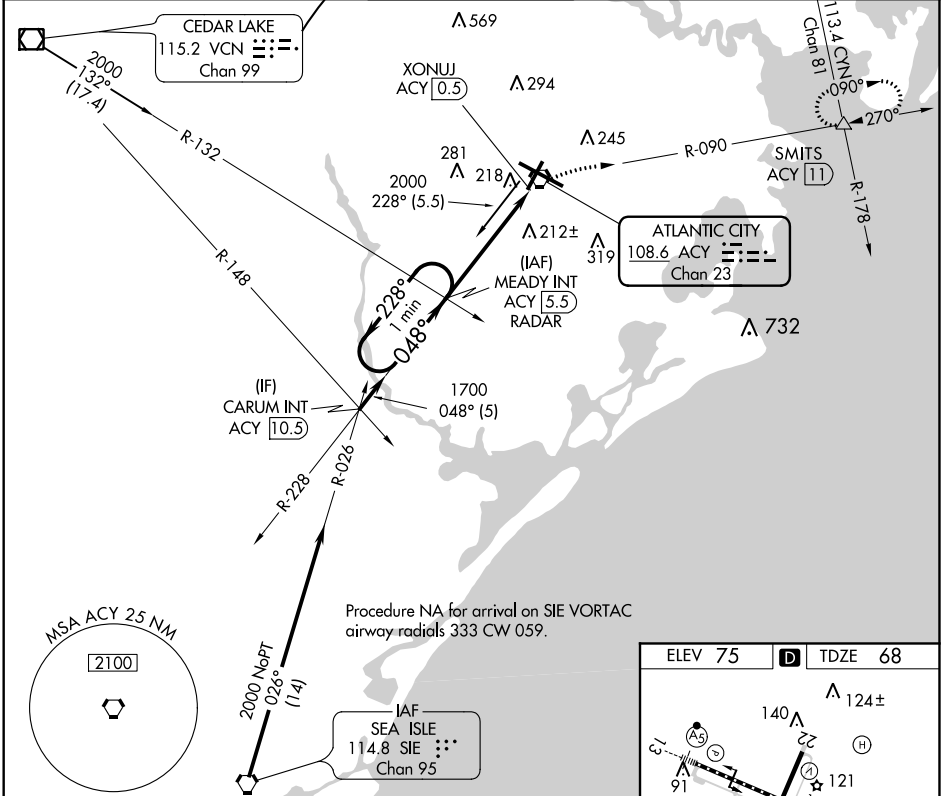 CEDAR LAKE
115.2 VCN
Chan 99
569
113.4 CYN
Chan 81
XONUJ
ACY 0.5
294
2000
132°
(17.4)
090°
270°
245
R-132
R-090
SMITS
ACY 11
281
218
2000
228° (5.5)
R-178
ATLANTIC CITY
108.6 ACY
Chan 23
212±
319
(IAF)
MEADY INT
ACY 5.5
RADAR
R-148
228°
1 min
048°
732
(IF)
CARUM INT
ACY 10.5
1700
048° (5)
R-228
R-026
Procedure NA for arrival on SIE VORTAC
airway radials 333 CW 059.
MSA ACY 25 NM
2100
2000 NoPT
026°
(14)
IAF
SEA ISLE
114.8 SIE
Chan 95
ELEV 75 D TDZE 68
124±
140
22
H
A5
P
13
V
121
91